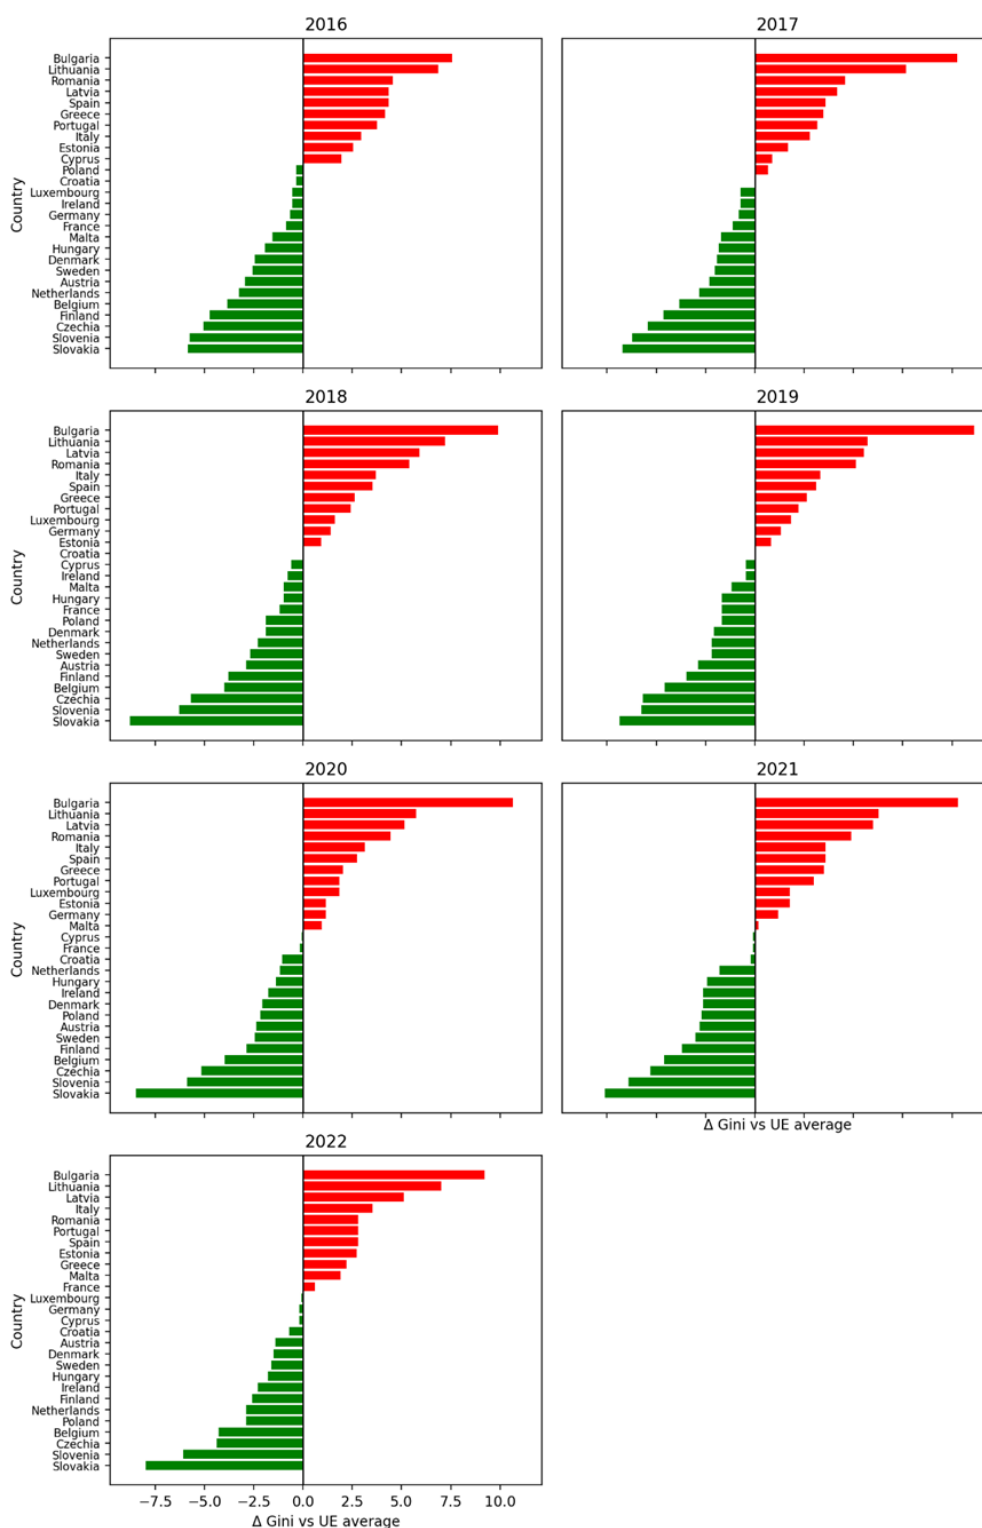 2016
Bulgaria
Lithuania
Romania
Latvia
Spain
Greece
Portugal
Italy
Estonia
Cyprus
Poland
Croatia
Luxembourg
Ireland
Germany
France
Malta
Hungary
Denmark
Sweden
Austria
Netherlands
Belgium
Finland
Czechia
Slovenia
Slovakia
Country
2017
2018
Bulgaria
Lithuania
Latvia
Romania
Italy
Spain
Greece
Portugal
Luxembourg
Germany
Estonia
Croatia
Cyprus
Ireland
Malta
Hungary
France
Poland
Denmark
Netherlands
Sweden
Austria
Finland
Belgium
Czechia
Slovenia
Slovakia
Country
2019
2020
Bulgaria
Lithuania
Latvia
Romania
Italy
Spain
Greece
Portugal
Luxembourg
Estonia
Germany
Malta
Cyprus
France
Croatia
Netherlands
Hungary
Ireland
Denmark
Poland
Austria
Sweden
Finland
Belgium
Czechia
Slovenia
Slovakia
Country
2021
Δ Gini vs UE average
2022
Bulgaria
Lithuania
Latvia
Italy
Romania
Portugal
Spain
Estonia
Greece
Malta
France
Luxembourg
Germany
Cyprus
Croatia
Austria
Denmark
Sweden
Hungary
Ireland
Finland
Netherlands
Poland
Belgium
Czechia
Slovenia
Slovakia
Country
−7.5 −5.0 −2.5 0.0 2.5 5.0 7.5 10.0
Δ Gini vs UE average